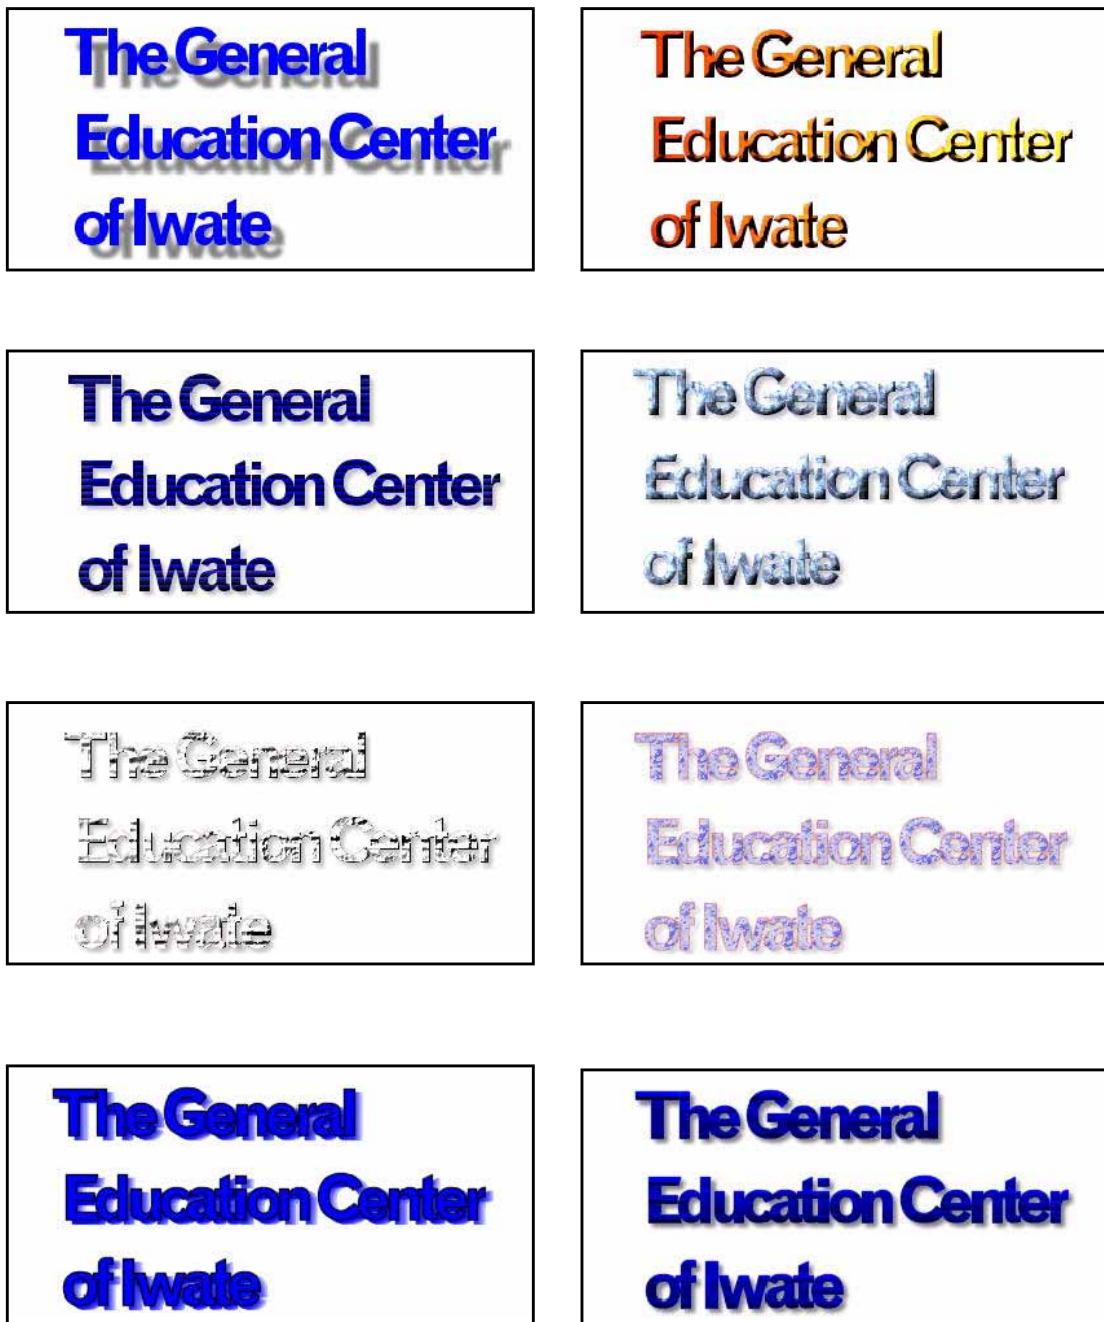 The General
Education Center
of Iwate
The General
Education Center
of Iwate
The General
Education Center
of Iwate
The General
Education Center
of Iwate
The General
Education Center
of Iwate
The General
Education Center
of Iwate
The General
Education Center
of Iwate
The General
Education Center
of Iwate